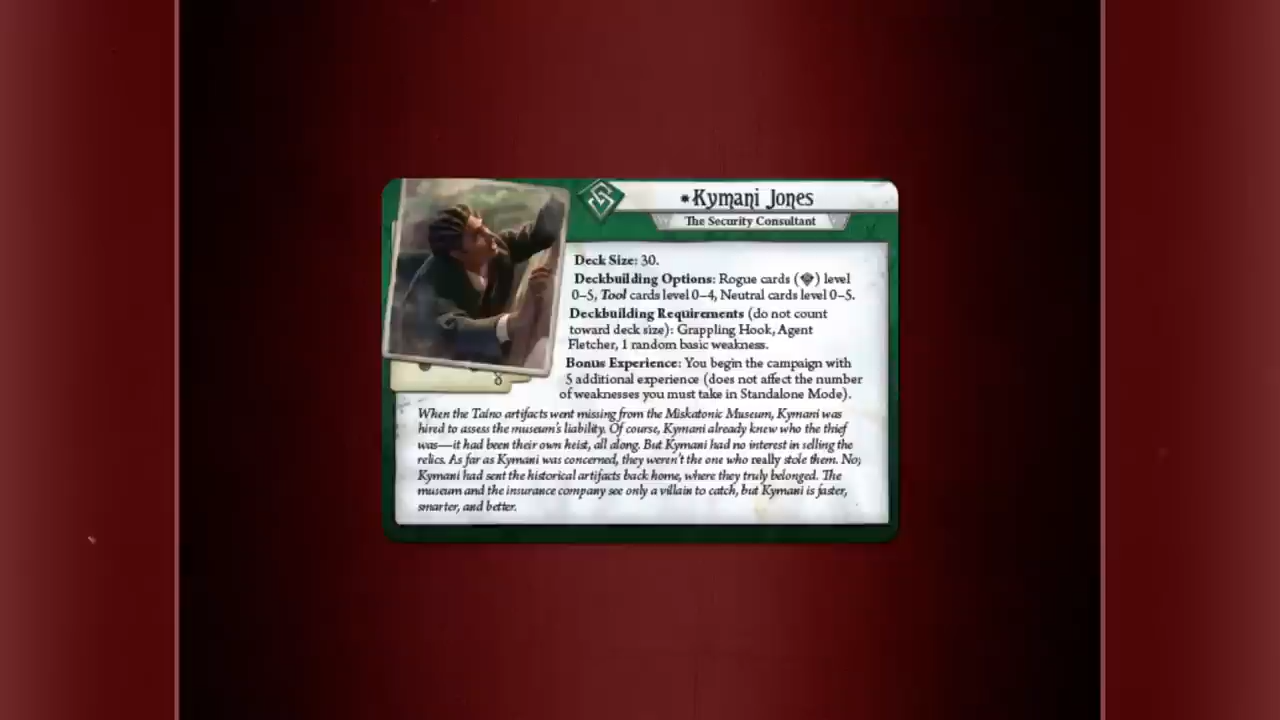 Kymani Jones
The Security Consultant
Deck Size: 30.
Deckbuilding Options: Rogue cards ( ) level
0–5, Tool cards level 0–4, Neutral cards level 0–5.
Deckbuilding Requirements (do not count
toward deck size): Grappling Hook, Agent
Fletcher, 1 random basic weakness.
Bonus Experience: You begin the campaign with
5 additional experience (does not affect the number
of weaknesses you must take in Standalone Mode).
When the Taíno artifacts went missing from the Miskatonic Museum, Kymani was
hired to assess the museum's liability. Of course, Kymani already knew who the thief
was—it had been their own heist, all along. But Kymani had no interest in selling the
relics. As far as Kymani was concerned, they weren't the one who really stole them. No;
Kymani had sent the historical artifacts back home, where they truly belonged. The
museum and the insurance company see only a villain to catch, but Kymani is faster,
smarter, and better.